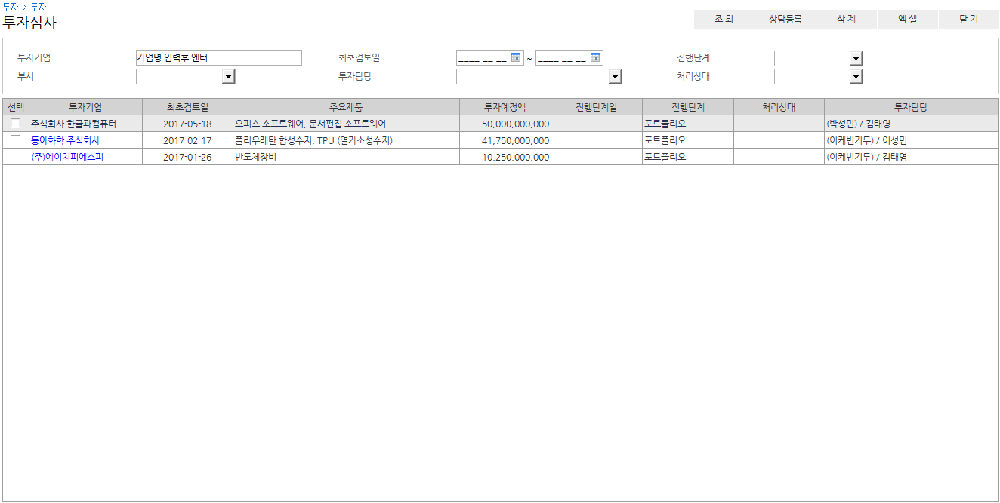 투자 > 투자
투자심사
조 회 상담등록 삭 제 엑 셀 닫 기
투자기업 기업명 입력후 엔터 최초검토일 ____-__-__ ~ ____-__-__ 진행단계
부서 투자담당 처리상태
선택 투자기업 최초검토일 주요제품 투자예정액 진행단계일 진행단계 처리상태 투자담당
주식회사 한글과컴퓨터 2017-05-18 오피스 소프트웨어, 문서편집 소프트웨어 50,000,000,000 포트폴리오 (박성민) / 김태영
동아화학 주식회사 2017-02-17 폴리우레탄 합성수지, TPU (열가소성수지) 41,750,000,000 포트폴리오 (이케빈기두) / 이성민
(주)에이치피에스피 2017-01-26 반도체장비 10,250,000,000 포트폴리오 (이케빈기두) / 김태영